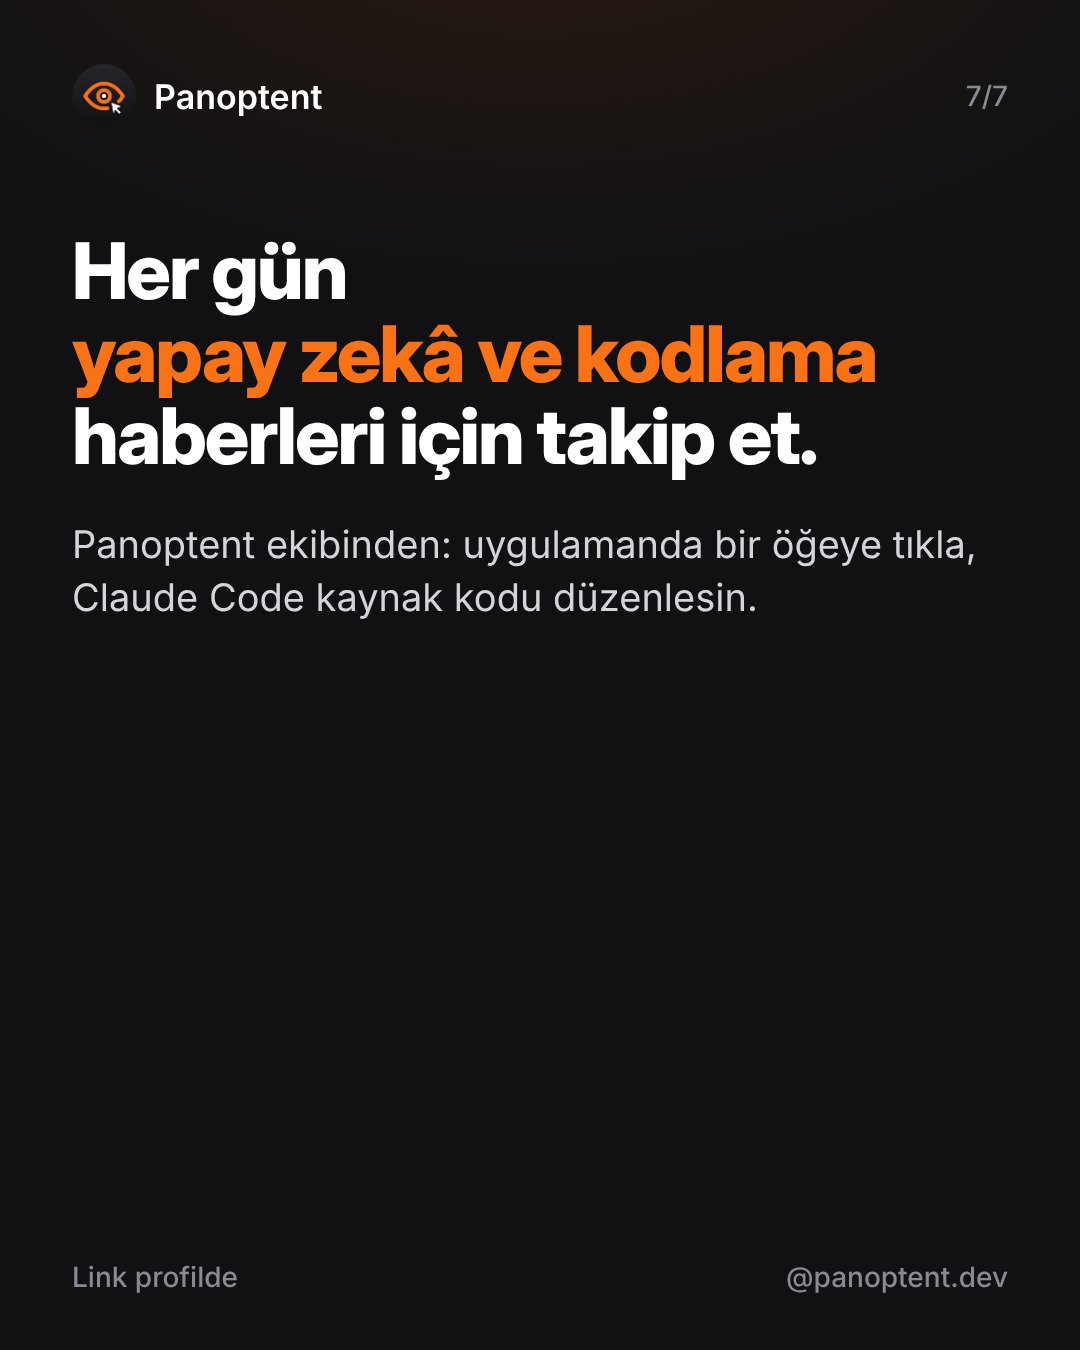 Panoptent
7/7
Her gün
yapay zekâ ve kodlama
haberleri için takip et.
Panoptent ekibinden: uygulamanda bir öğeye tıkla,
Claude Code kaynak kodu düzenlesin.
Link profilde
@panoptent.dev